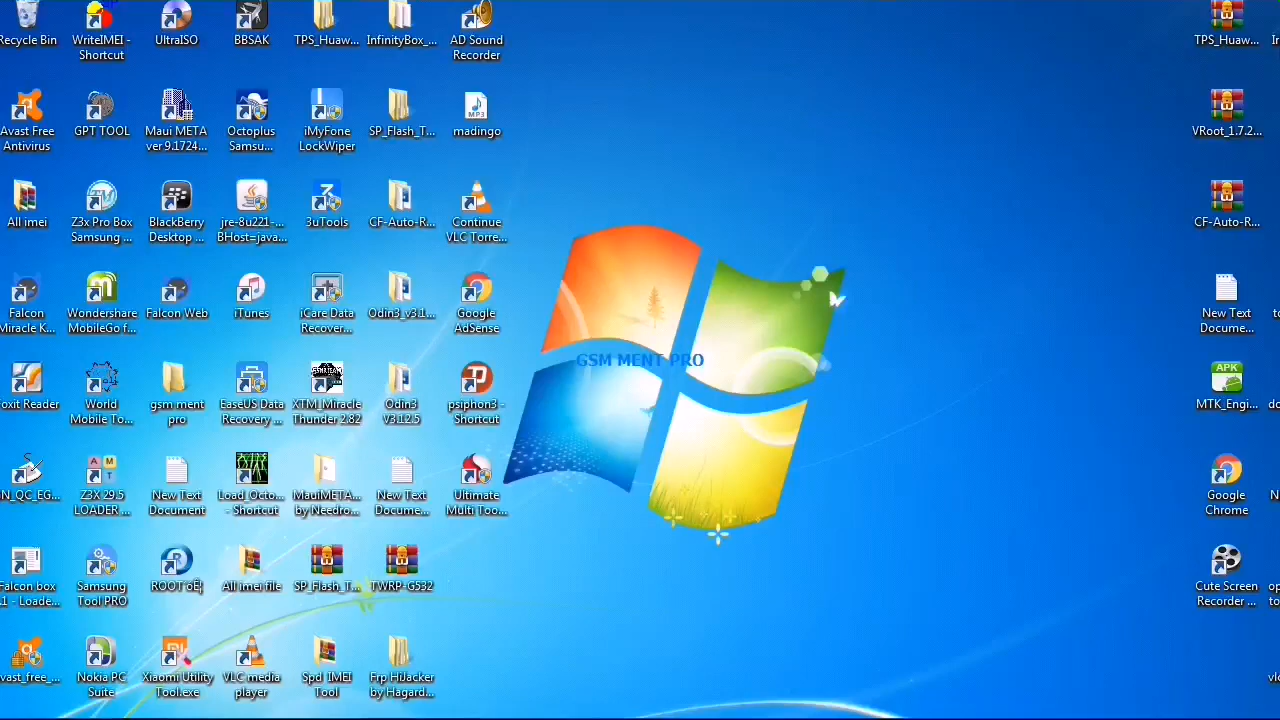 Recycle Bin
WriteIMEI -
Shortcut
UltraISO
BBSAK
TPS_Huaw...
InfinityBox_...
AD Sound
Recorder
TPS_Huaw...
Avast Free
Antivirus
GPT TOOL
Maui META
ver 9.1724...
Octoplus
Samsu...
iMyFone
LockWiper
SP_Flash_T...
MP3
madingo
VRoot_1.7.2...
All imei
Z3x Pro Box
Samsung ...
BlackBerry
Desktop ...
jre-8u221-...
BHost=java...
3uTools
CF-Auto-R...
Continue
VLC Torre...
CF-Auto-R...
Falcon
Miracle K...
Wondershare
MobileGo f...
Falcon Web
iTunes
iCare Data
Recover...
Odin3_v3.1...
Google
AdSense
New Text
Docume...
GSM MENT PRO
oxit Reader
World
Mobile To...
gsm ment
pro
EaseUS Data
Recovery ...
XTM_Miracle
Thunder 2.82
Odin3
V3.12.5
psiphon3 -
Shortcut
APK
MTK_Engi...
N_QC_EG...
Z3X 29.5
LOADER ...
New Text
Document
Load_Octo...
- Shortcut
MauiMETA...
by Needro...
New Text
Docume...
Ultimate
Multi Too...
Google
Chrome
Falcon box
.1 - Loade...
Samsung
Tool PRO
All imei file
SP_Flash_T...
TWRP-G532
Cute Screen
Recorder ...
vast_free_...
Nokia PC
Suite
Xiaomi Utility
Tool.exe
VLC media
player
Spd IMEI
Tool
Frp HiJacker
by Hagard...